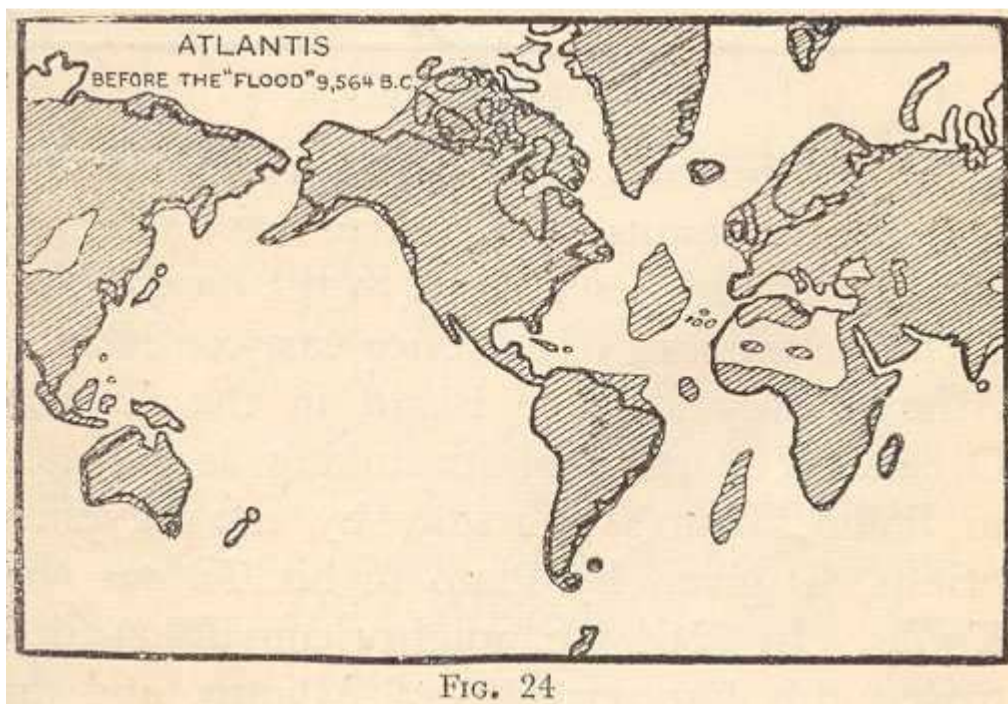 ATLANTIS
BEFORE THE "FLOOD" 9,564 B.C.
FIG. 24